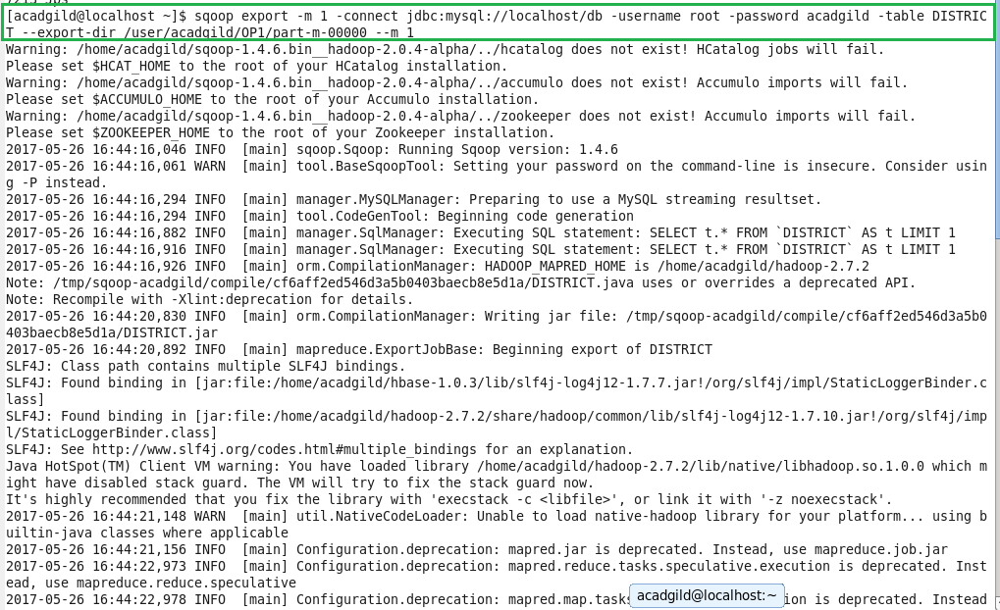 [acadgild@localhost ~]$ sqoop export -m 1 -connect jdbc:mysql://localhost/db -username root -password acadgild -table DISTRIC
T --export-dir /user/acadgild/OP1/part-m-00000 --m 1
Warning: /home/acadgild/sqoop-1.4.6.bin__hadoop-2.0.4-alpha/../hcatalog does not exist! HCatalog jobs will fail.
Please set $HCAT_HOME to the root of your HCatalog installation.
Warning: /home/acadgild/sqoop-1.4.6.bin__hadoop-2.0.4-alpha/../accumulo does not exist! Accumulo imports will fail.
Please set $ACCUMULO_HOME to the root of your Accumulo installation.
Warning: /home/acadgild/sqoop-1.4.6.bin__hadoop-2.0.4-alpha/../zookeeper does not exist! Accumulo imports will fail.
Please set $ZOOKEEPER_HOME to the root of your Zookeeper installation.
2017-05-26 16:44:16,046 INFO  [main] sqoop.Sqoop: Running Sqoop version: 1.4.6
2017-05-26 16:44:16,061 WARN  [main] tool.BaseSqoopTool: Setting your password on the command-line is insecure. Consider usin
g -P instead.
2017-05-26 16:44:16,294 INFO  [main] manager.MySQLManager: Preparing to use a MySQL streaming resultset.
2017-05-26 16:44:16,294 INFO  [main] tool.CodeGenTool: Beginning code generation
2017-05-26 16:44:16,882 INFO  [main] manager.SqlManager: Executing SQL statement: SELECT t.* FROM `DISTRICT` AS t LIMIT 1
2017-05-26 16:44:16,916 INFO  [main] manager.SqlManager: Executing SQL statement: SELECT t.* FROM `DISTRICT` AS t LIMIT 1
2017-05-26 16:44:16,926 INFO  [main] orm.CompilationManager: HADOOP_MAPRED_HOME is /home/acadgild/hadoop-2.7.2
Note: /tmp/sqoop-acadgild/compile/cf6aff2ed546d3a5b0403baecb8e5d1a/DISTRICT.java uses or overrides a deprecated API.
Note: Recompile with -Xlint:deprecation for details.
2017-05-26 16:44:20,830 INFO  [main] orm.CompilationManager: Writing jar file: /tmp/sqoop-acadgild/compile/cf6aff2ed546d3a5b0
403baecb8e5d1a/DISTRICT.jar
2017-05-26 16:44:20,892 INFO  [main] mapreduce.ExportJobBase: Beginning export of DISTRICT
SLF4J: Class path contains multiple SLF4J bindings.
SLF4J: Found binding in [jar:file:/home/acadgild/hbase-1.0.3/lib/slf4j-log4j12-1.7.7.jar!/org/slf4j/impl/StaticLoggerBinder.c
lass]
SLF4J: Found binding in [jar:file:/home/acadgild/hadoop-2.7.2/share/hadoop/common/lib/slf4j-log4j12-1.7.10.jar!/org/slf4j/imp
l/StaticLoggerBinder.class]
SLF4J: See http://www.slf4j.org/codes.html#multiple_bindings for an explanation.
Java HotSpot(TM) Client VM warning: You have loaded library /home/acadgild/hadoop-2.7.2/lib/native/libhadoop.so.1.0.0 which m
ight have disabled stack guard. The VM will try to fix the stack guard now.
It's highly recommended that you fix the library with 'execstack -c <libfile>', or link it with '-z noexecstack'.
2017-05-26 16:44:21,148 WARN  [main] util.NativeCodeLoader: Unable to load native-hadoop library for your platform... using b
uiltin-java classes where applicable
2017-05-26 16:44:21,156 INFO  [main] Configuration.deprecation: mapred.jar is deprecated. Instead, use mapreduce.job.jar
2017-05-26 16:44:22,973 INFO  [main] Configuration.deprecation: mapred.reduce.tasks.speculative.execution is deprecated. Inst
ead, use mapreduce.reduce.speculative
2017-05-26 16:44:22,978 INFO  [main] Configuration.deprecation: mapred.map.tasks ion is deprecated. Instead
acadgild@localhost:~